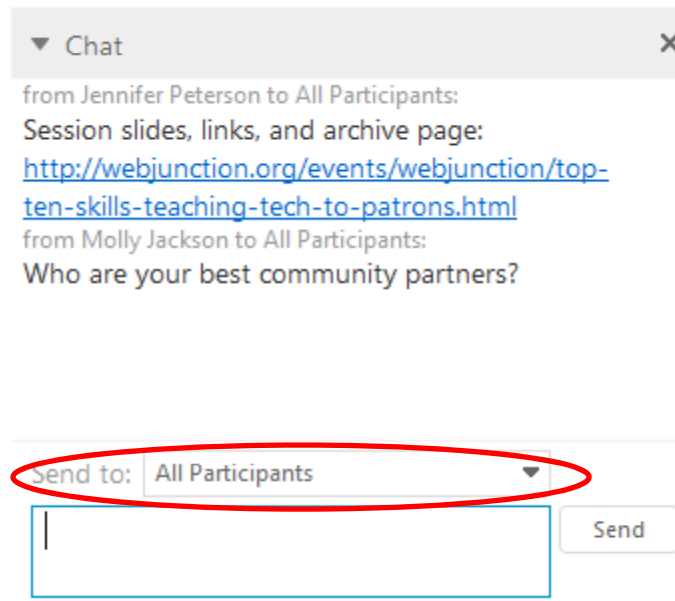 Chat
from Jennifer Peterson to All Participants:
Session slides, links, and archive page:
http://webjunction.org/events/webjunction/top-
ten-skills-teaching-tech-to-patrons.html
from Molly Jackson to All Participants:
Who are your best community partners?
Send to: All Participants
Send